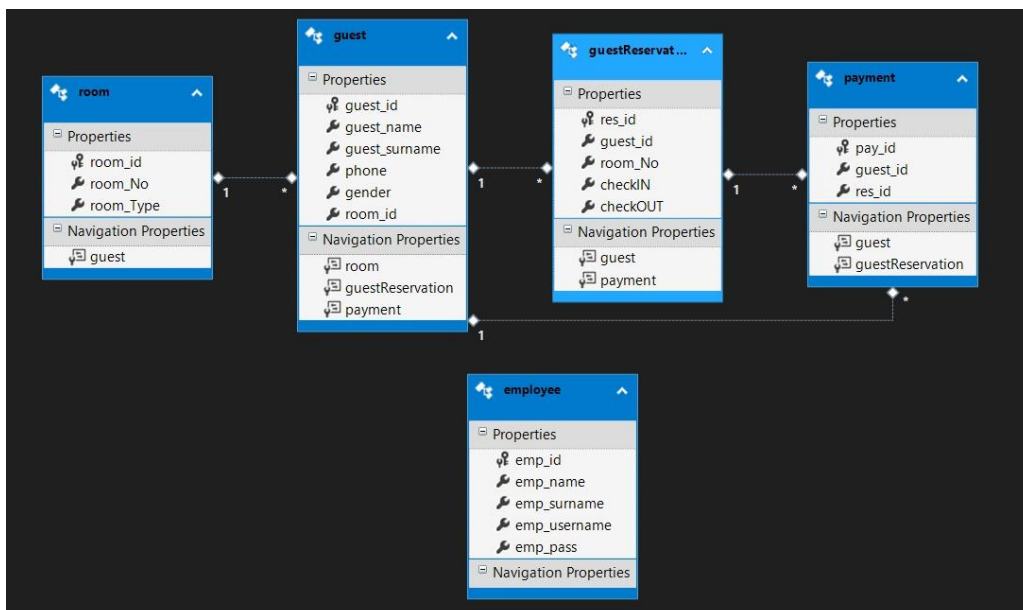 room
Properties
room_id
room_No
room_Type
Navigation Properties
guest
1
*
guest
Properties
guest_id
guest_name
guest_surname
phone
gender
room_id
Navigation Properties
room
guestReservation
payment
1
*
1
guestReservat...
Properties
res_id
guest_id
room_No
checkIN
checkOUT
Navigation Properties
guest
payment
1
*
payment
Properties
pay_id
guest_id
res_id
Navigation Properties
guest
guestReservation
*
employee
Properties
emp_id
emp_name
emp_surname
emp_username
emp_pass
Navigation Properties